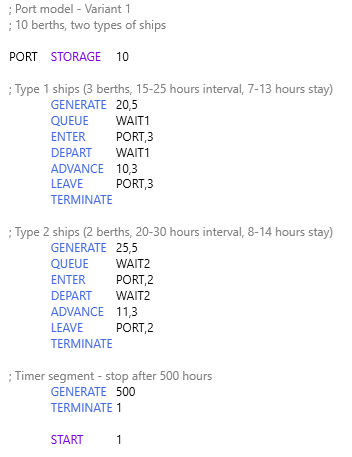 ; Port model - Variant 1
; 10 berths, two types of ships
PORT STORAGE 10
; Type 1 ships (3 berths, 15-25 hours interval, 7-13 hours stay)
GENERATE 20,5
QUEUE WAIT1
ENTER PORT,3
DEPART WAIT1
ADVANCE 10,3
LEAVE PORT,3
TERMINATE
; Type 2 ships (2 berths, 20-30 hours interval, 8-14 hours stay)
GENERATE 25,5
QUEUE WAIT2
ENTER PORT,2
DEPART WAIT2
ADVANCE 11,3
LEAVE PORT,2
TERMINATE
; Timer segment - stop after 500 hours
GENERATE 500
TERMINATE 1
START 1